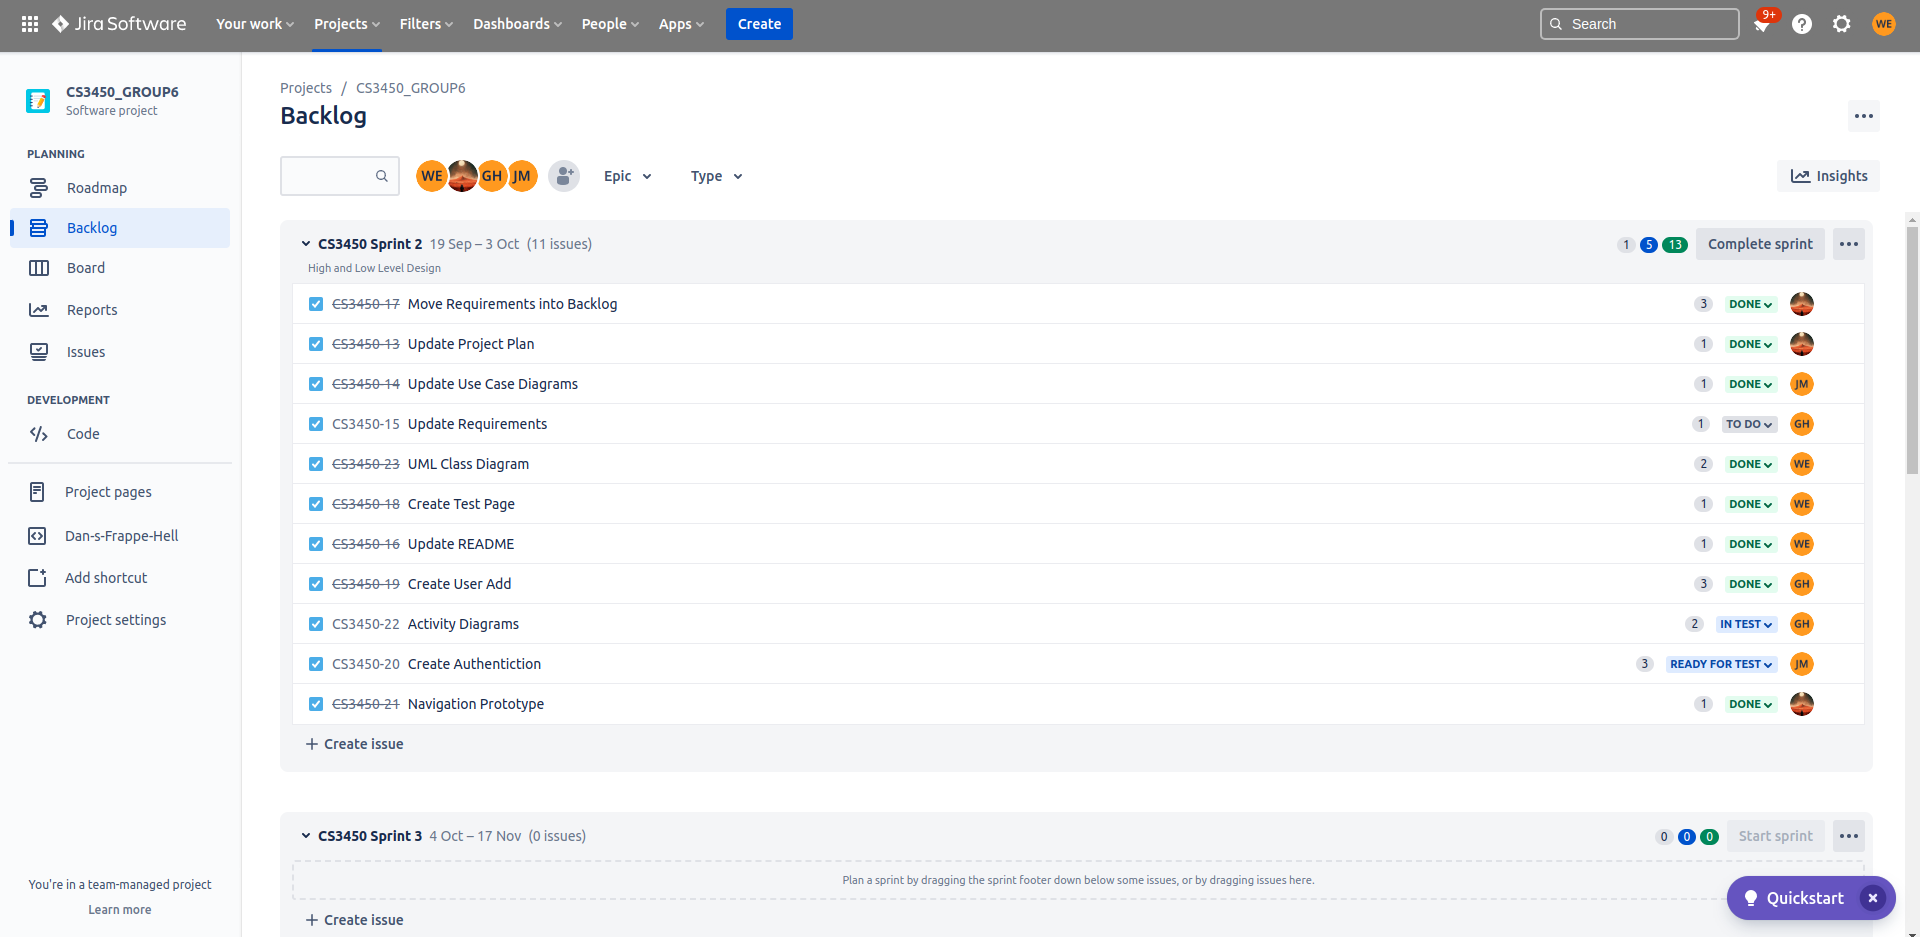 Jira Software Your work Projects Filters Dashboards People Apps Create Search 9+ WE
CS3450_GROUP6
Software project
PLANNING
Roadmap
Backlog
Board
Reports
Issues
DEVELOPMENT
Code
Project pages
Dan-s-Frappe-Hell
Add shortcut
Project settings
You're in a team-managed project
Learn more
Projects / CS3450_GROUP6
Backlog
WE GH JM Epic Type Insights
CS3450 Sprint 2 19 Sep – 3 Oct (11 issues) 1 5 13 Complete sprint
High and Low Level Design
CS3450-17 Move Requirements into Backlog 3 DONE
CS3450-13 Update Project Plan 1 DONE
CS3450-14 Update Use Case Diagrams 1 DONE JM
CS3450-15 Update Requirements 1 TO DO GH
CS3450-23 UML Class Diagram 2 DONE WE
CS3450-18 Create Test Page 1 DONE WE
CS3450-16 Update README 1 DONE WE
CS3450-19 Create User Add 3 DONE GH
CS3450-22 Activity Diagrams 2 IN TEST GH
CS3450-20 Create Authentiction 3 READY FOR TEST JM
CS3450-21 Navigation Prototype 1 DONE
Create issue
CS3450 Sprint 3 4 Oct – 17 Nov (0 issues) 0 0 0 Start sprint
Plan a sprint by dragging the sprint footer down below some issues, or by dragging issues here.
Create issue
Quickstart